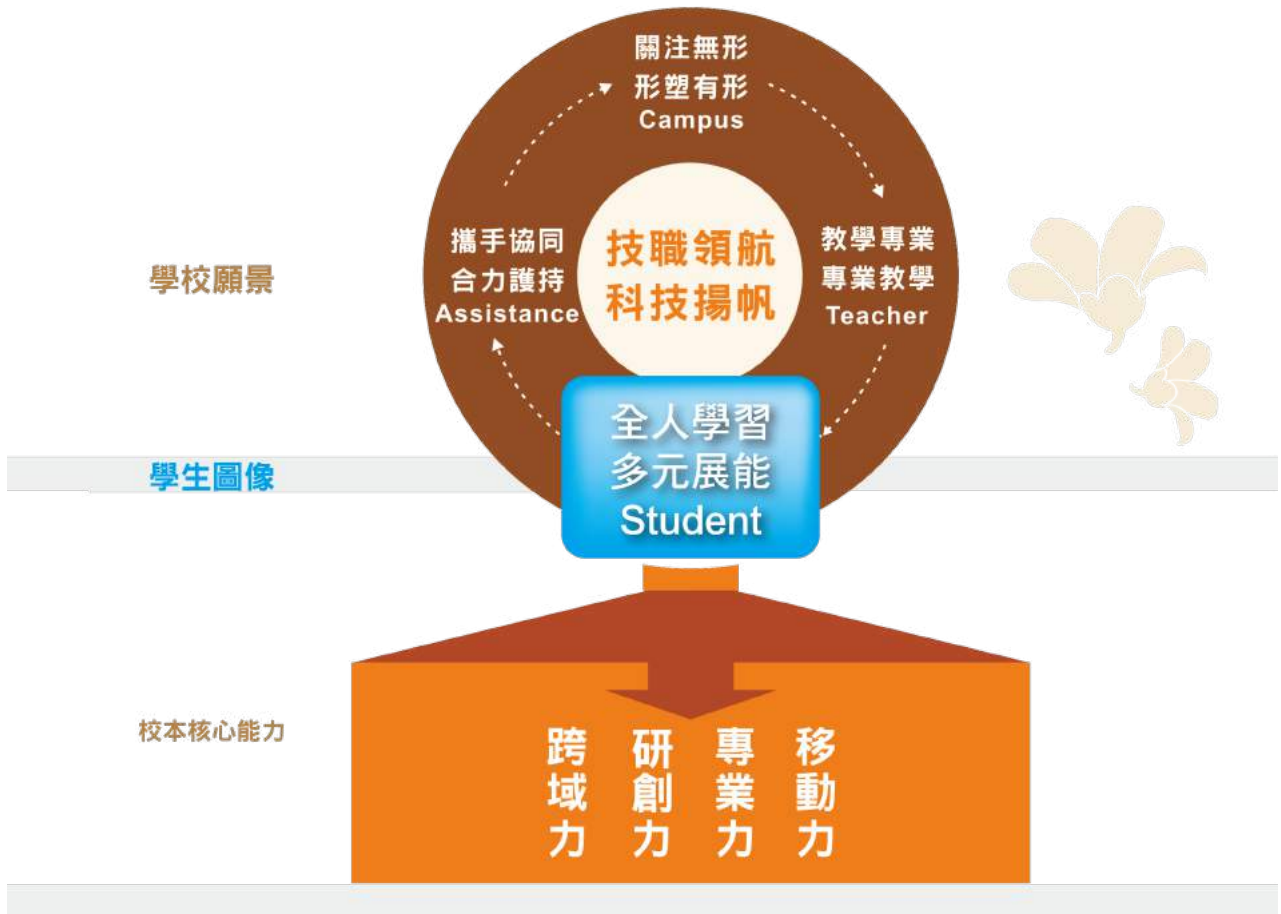 關注無形
形塑有形
Campus
學校願景
攜手協同
合力護持
Assistance
技職領航
科技揚帆
教學專業
專業教學
Teacher
學生圖像
全人學習
多元展能
Student
校本核心能力
跨域力
研創力
專業力
移動力